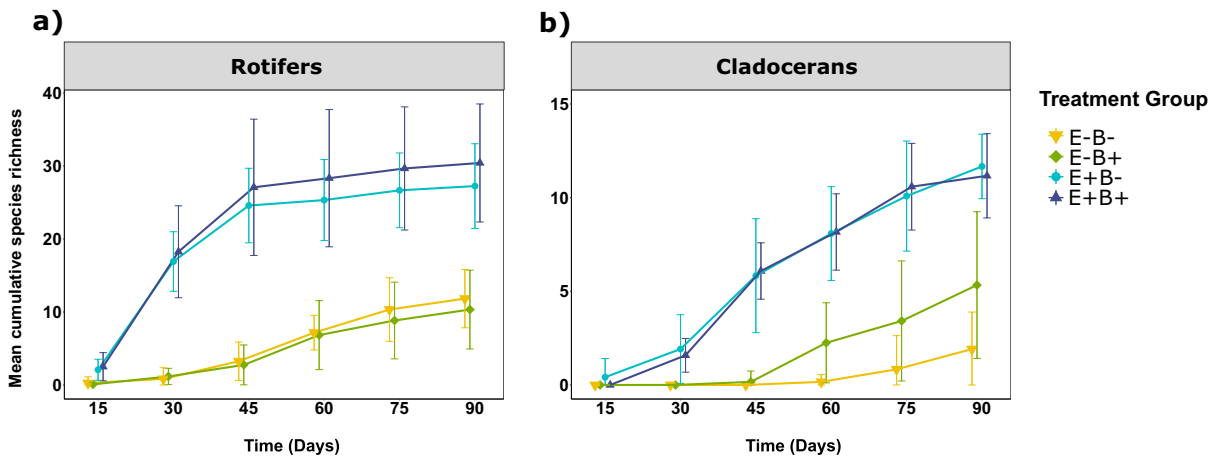 a)
Rotifers
Mean cumulative species richness
40
30
20
10
0
15 30 45 60 75 90
Time (Days)
b)
Cladocerans
15
10
5
0
15 30 45 60 75 90
Time (Days)
Treatment Group
E-B-
E-B+
E+B-
E+B+